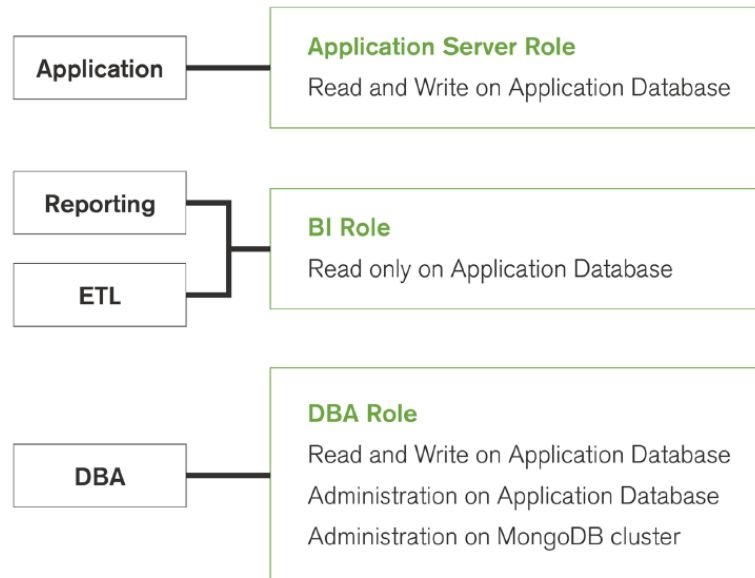 Application
Application Server Role
Read and Write on Application Database
Reporting
ETL
BI Role
Read only on Application Database
DBA
DBA Role
Read and Write on Application Database
Administration on Application Database
Administration on MongoDB cluster